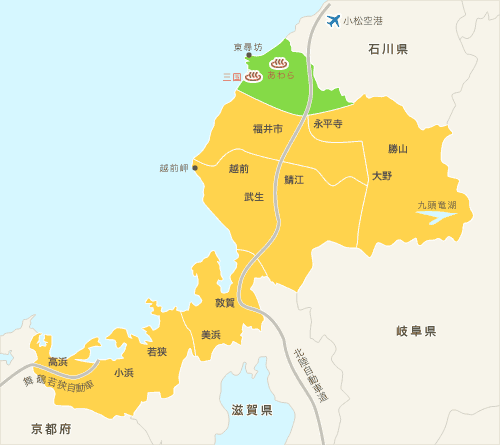 小松空港
石川県
東尋坊
三国
あわら
福井市
永平寺
勝山
越前岬
越前
大野
鯖江
武生
九頭竜湖
敦賀
岐阜県
美浜
若狭
高浜
小浜
舞鶴若狭自動車
北陸自動車道
滋賀県
京都府